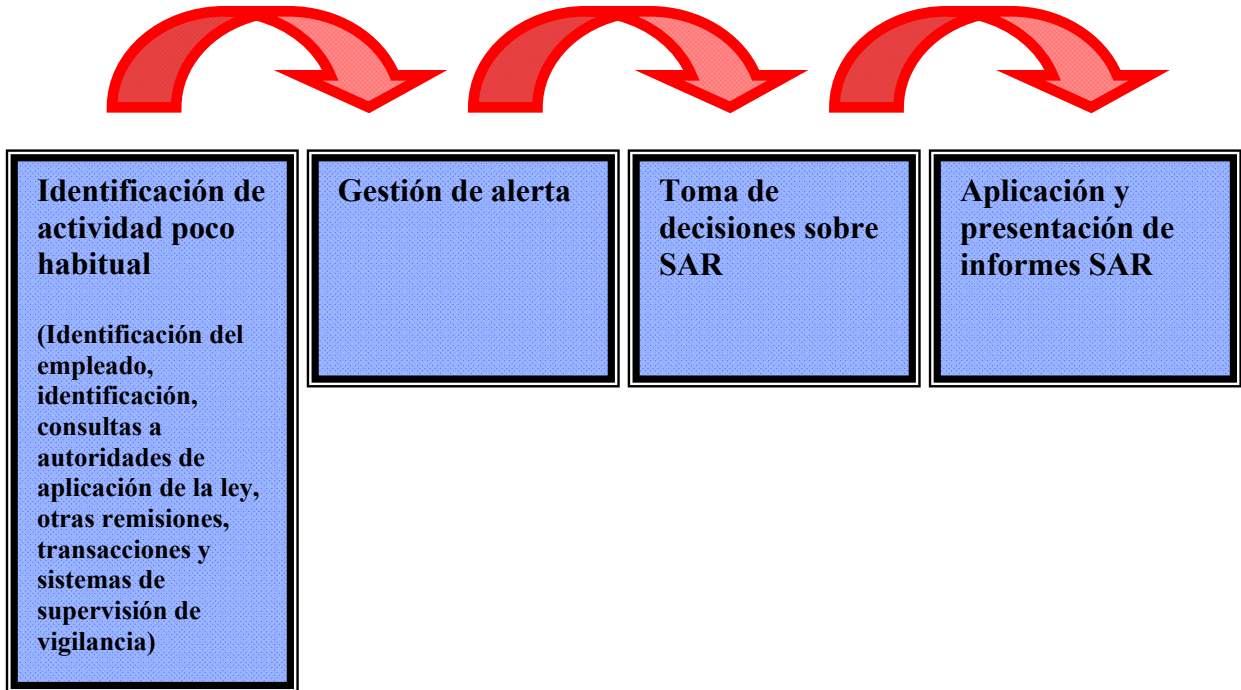 Identificación de
actividad poco
habitual
(Identificación del
empleado,
identificación,
consultas a
autoridades de
aplicación de la ley,
otras remisiones,
transacciones y
sistemas de
supervisión de
vigilancia)
Gestión de alerta
Toma de
decisiones sobre
SAR
Aplicación y
presentación de
informes SAR